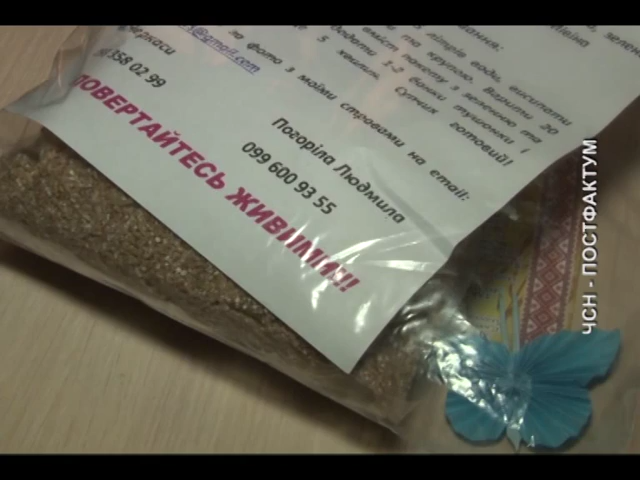 літрів води, висипати
та крупою. Варити 20
вміст пакету з зеленню та
додати 1-2 банки тушонки і
5 хвилин. Супчик готовий!
фото з моїми стравами на email:
@gmail.com
Черкаси
358 02 99
Погоріла Людмила
099 600 93 55
ПОВЕРТАЙТЕСЬ ЖИВИМИ!!!
ЧСН - ПОСТФАКТУМ